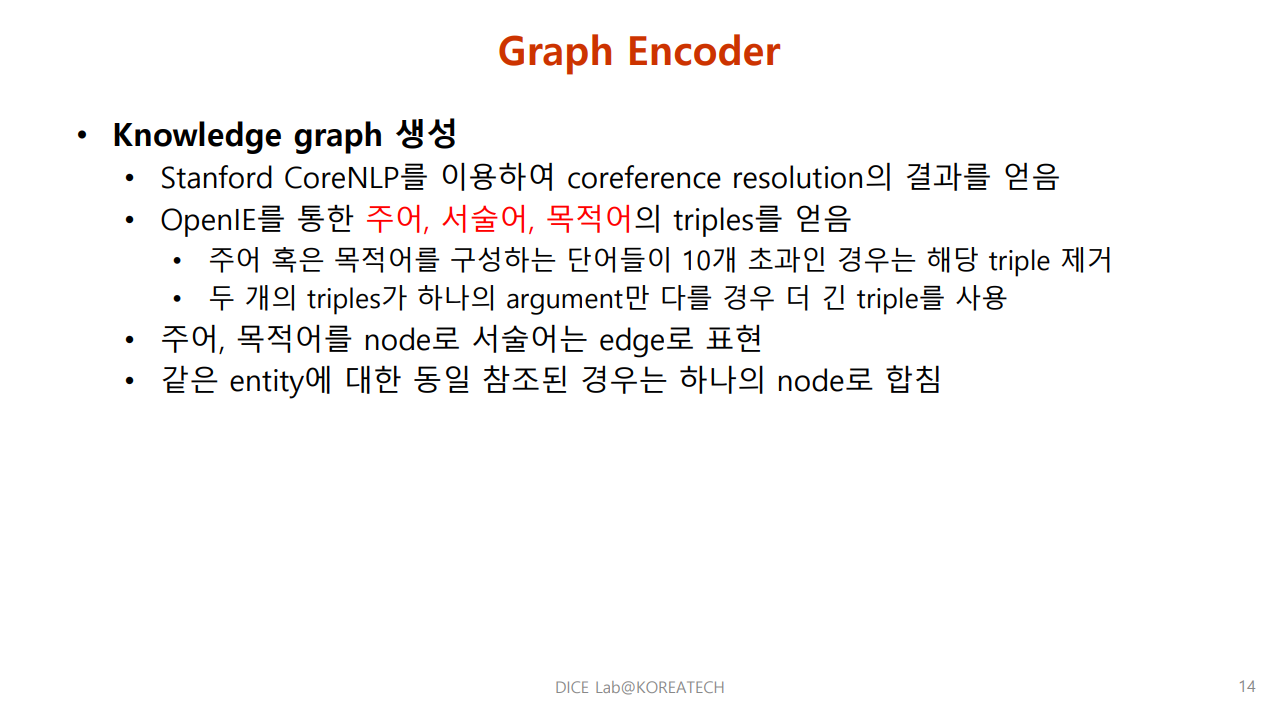 Graph Encoder
• Knowledge graph 생성
• Stanford CoreNLP를 이용하여 coreference resolution의 결과를 얻음
• OpenIE를 통한 주어, 서술어, 목적어의 triples를 얻음
• 주어 혹은 목적어를 구성하는 단어들이 10개 초과인 경우는 해당 triple 제거
• 두 개의 triples가 하나의 argument만 다를 경우 더 긴 triple를 사용
• 주어, 목적어를 node로 서술어는 edge로 표현
• 같은 entity에 대한 동일 참조된 경우는 하나의 node로 합침
DICE Lab@KOREATECH
14